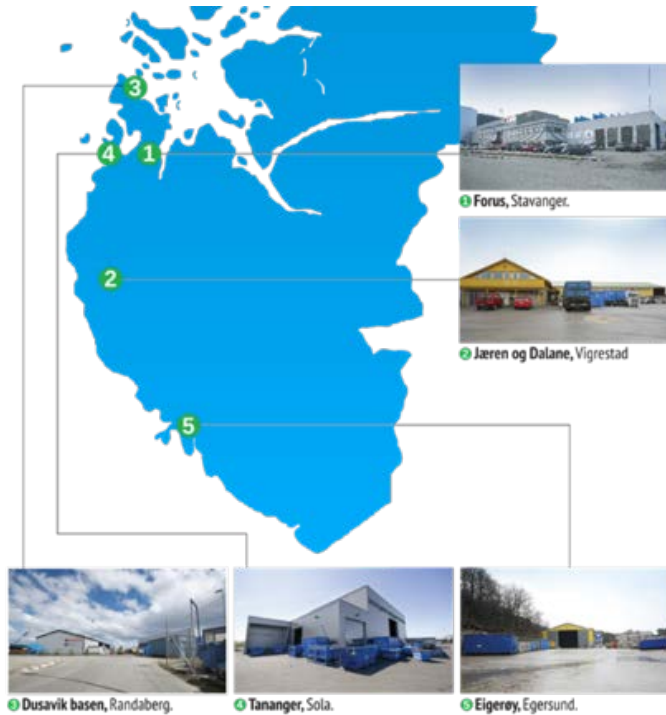 3
4
1
1 Forus, Stavanger.
2
2 Jæren og Dalane, Vigrestad
5
3 Dusavik basen, Randaberg.
4 Tananger, Sola.
5 Eigerøy, Egersund.